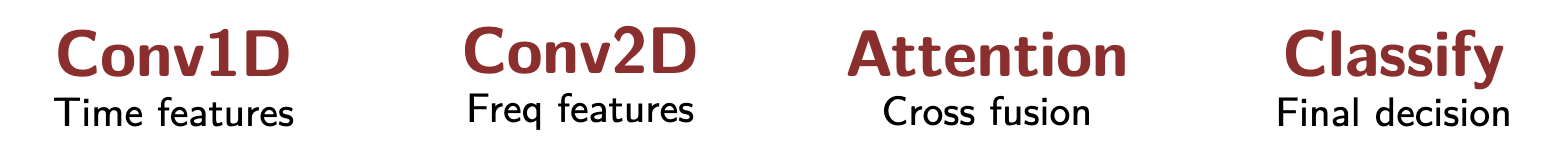 Conv1D
Time features
Conv2D
Freq features
Attention
Cross fusion
Classify
Final decision